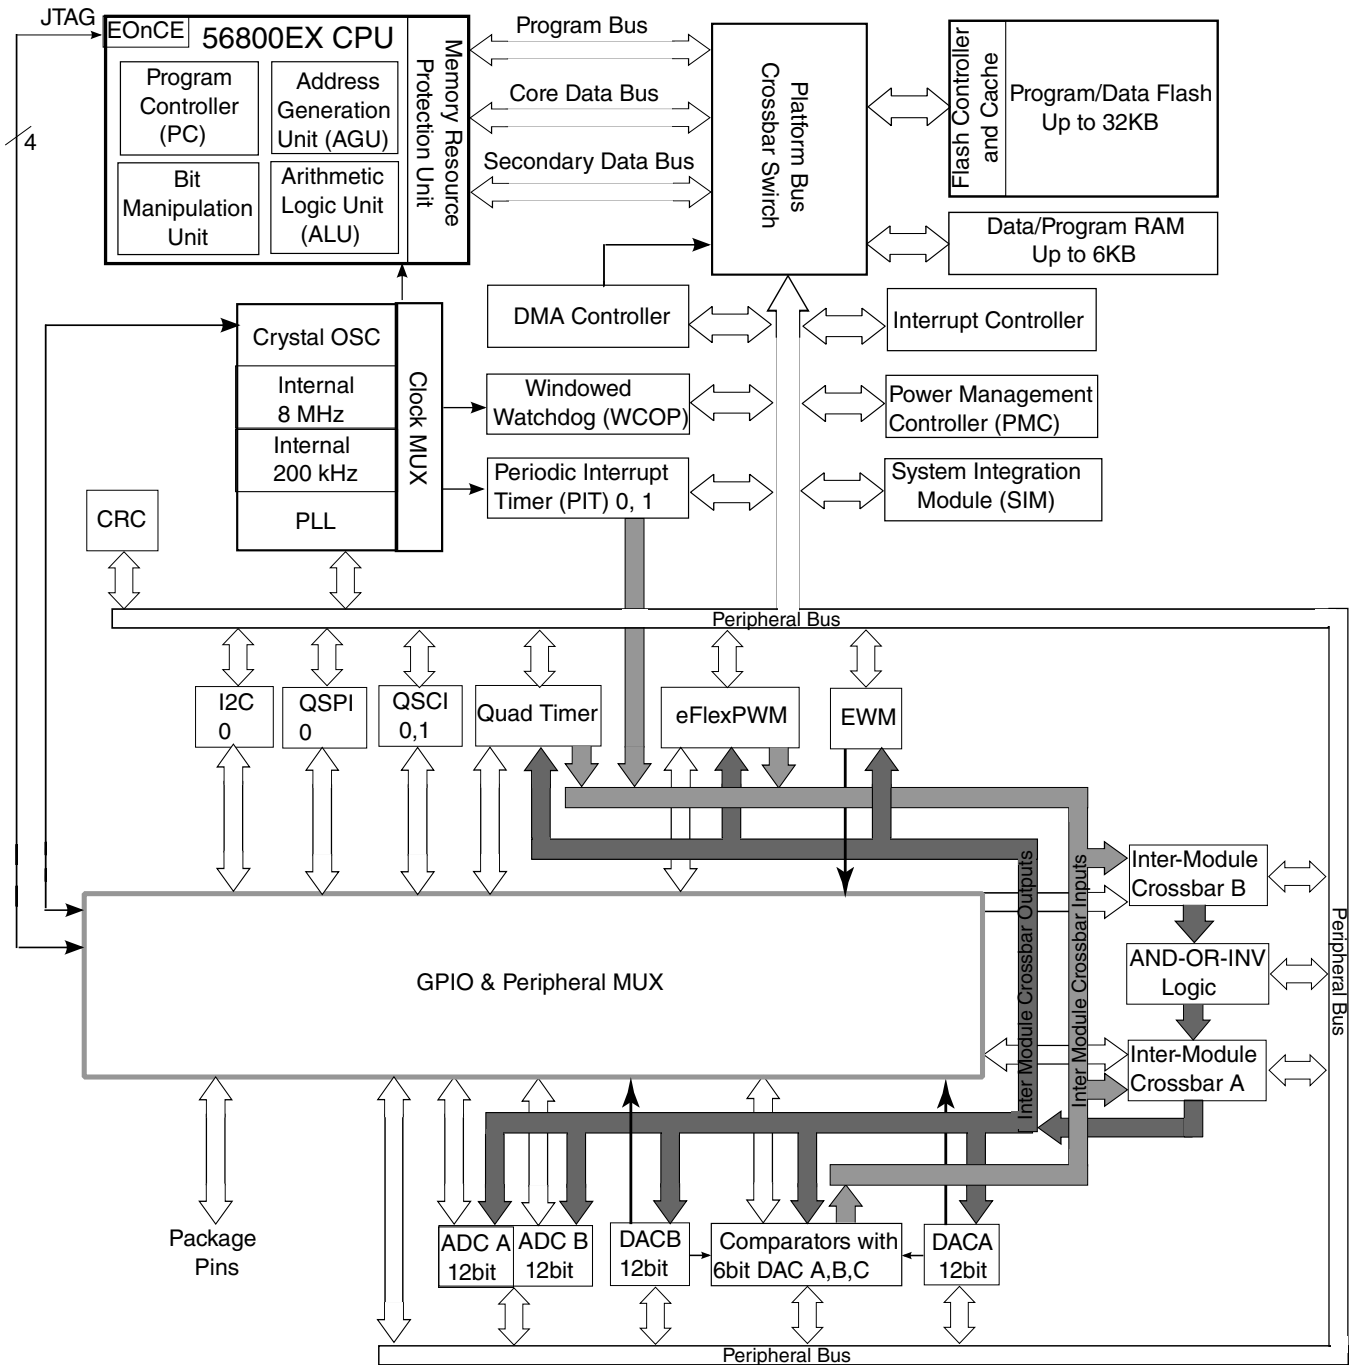 JTAG
EOnCE
56800EX CPU
Program
Controller
(PC)
Address
Generation
Unit (AGU)
Bit
Manipulation
Unit
Arithmetic
Logic Unit
(ALU)
Memory Resource
Protection Unit
4
Program Bus
Core Data Bus
Secondary Data Bus
Platform Bus
Crossbar Swirch
Flash Controller
and Cache
Program/Data Flash
Up to 32KB
Data/Program RAM
Up to 6KB
Crystal OSC
Internal
8 MHz
Internal
200 kHz
PLL
Clock MUX
DMA Controller
Windowed
Watchdog (WCOP)
Periodic Interrupt
Timer (PIT) 0, 1
Interrupt Controller
Power Management
Controller (PMC)
System Integration
Module (SIM)
CRC
Peripheral Bus
I2C
0
QSPI
0
QSCI
0,1
Quad Timer
eFlexPWM
EWM
Inter Module Crossbar Outputs
Inter Module Crossbar Inputs
Inter-Module
Crossbar B
AND-OR-INV
Logic
Inter-Module
Crossbar A
Peripheral Bus
GPIO & Peripheral MUX
Package
Pins
ADC A
12bit
ADC B
12bit
DACB
12bit
Comparators with
6bit DAC A,B,C
DACA
12bit
Peripheral Bus